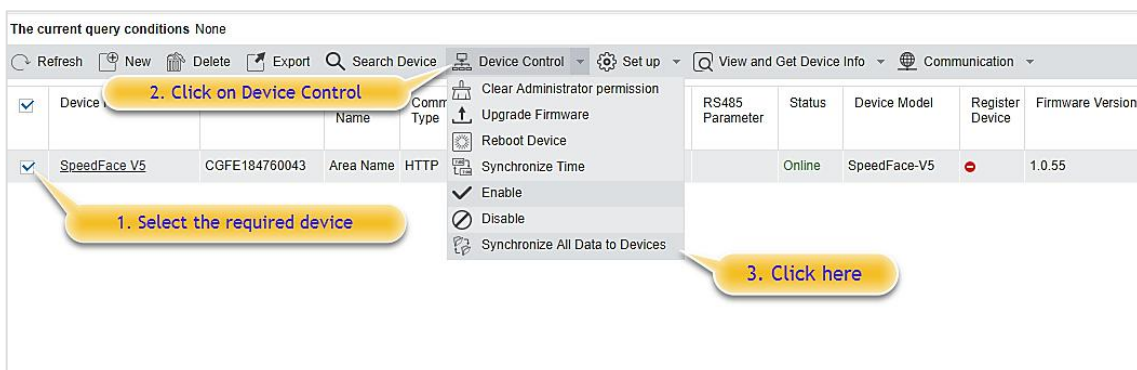 The current query conditions None
Refresh New Delete Export Search Device Device Control Set up View and Get Device Info Communication
2. Click on Device Control
Clear Administrator permission
Upgrade Firmware
Reboot Device
Synchronize Time
Enable
Disable
Synchronize All Data to Devices
Device
Name
Comm
Type
RS485
Parameter
Status
Device Model
Register
Device
Firmware Version
SpeedFace V5 CGFE184760043 Area Name HTTP Online SpeedFace-V5 1.0.55
1. Select the required device
3. Click here